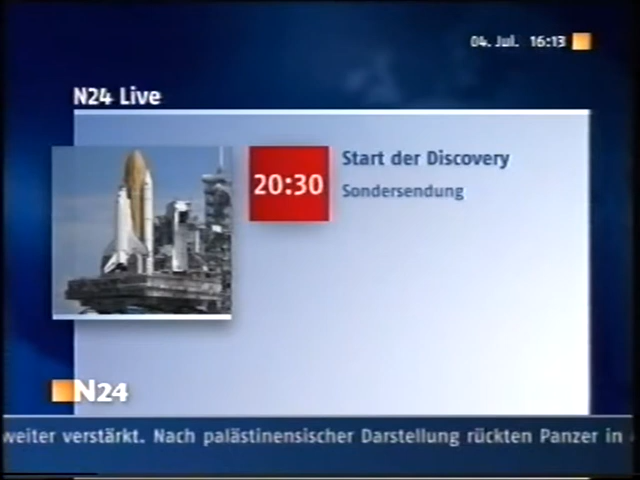 04. Jul. 16:13
N24 Live
20:30
Start der Discovery
Sondersendung
N24
weiter verstärkt. Nach palästinensischer Darstellung rückten Panzer in